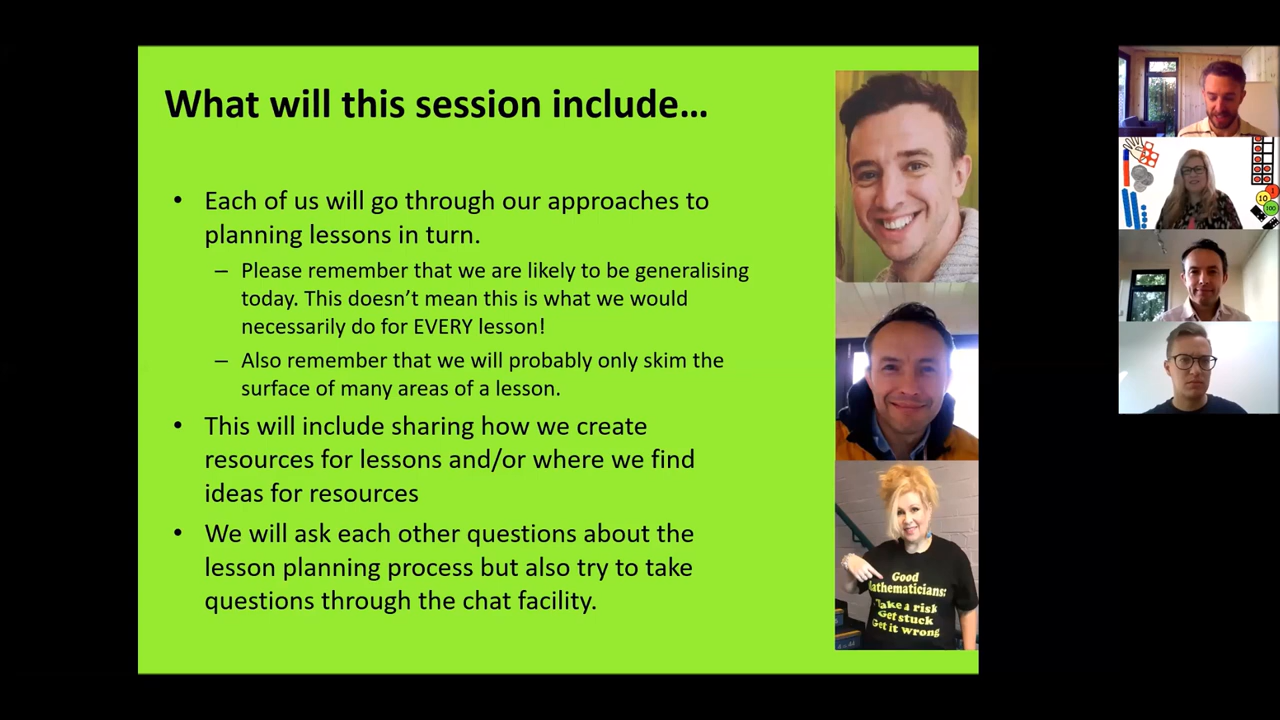 What will this session include…
• Each of us will go through our approaches to
planning lessons in turn.
– Please remember that we are likely to be generalising
today. This doesn’t mean this is what we would
necessarily do for EVERY lesson!
– Also remember that we will probably only skim the
surface of many areas of a lesson.
• This will include sharing how we create
resources for lessons and/or where we find
ideas for resources
• We will ask each other questions about the
lesson planning process but also try to take
questions through the chat facility.
Good
Mathematicians:
Take a risk
Get stuck
Get it wrong
1
10
100